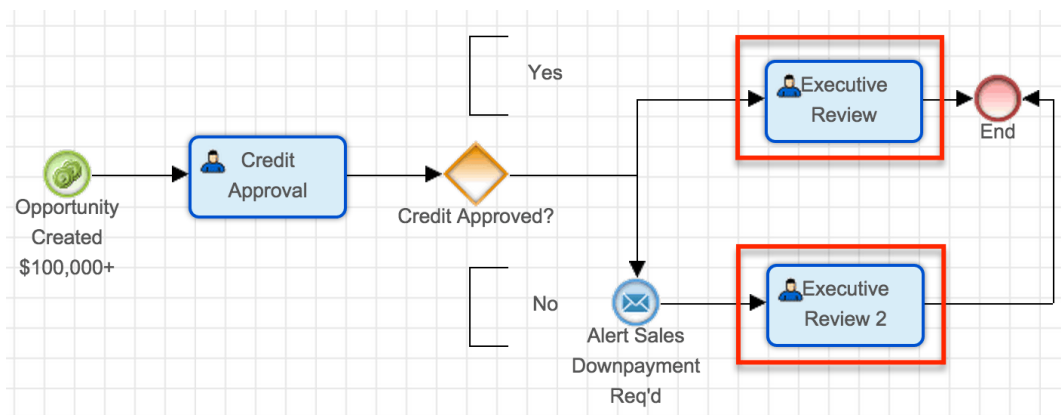 Opportunity
Created
$100,000+
Credit
Approval
Credit Approved?
Yes
No
Executive
Review
End
Alert Sales
Downpayment
Req'd
Executive
Review 2